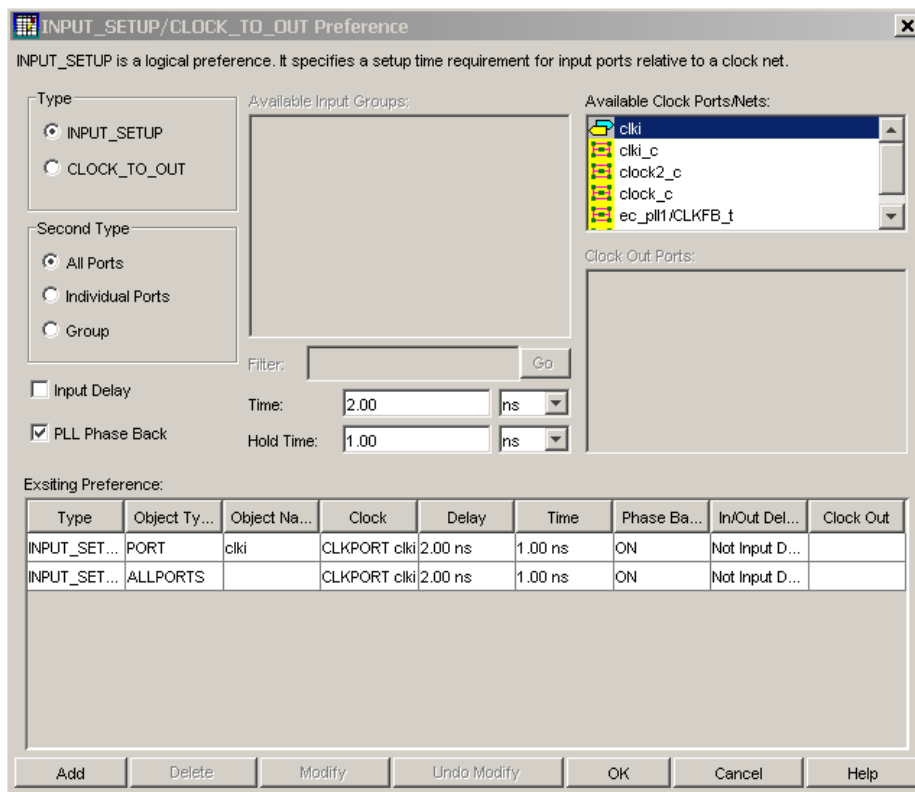 INPUT_SETUP/CLOCK_TO_OUT Preference
INPUT_SETUP is a logical preference. It specifies a setup time requirement for input ports relative to a clock net.
Type
INPUT_SETUP
CLOCK_TO_OUT
Second Type
All Ports
Individual Ports
Group
Input Delay
PLL Phase Back
Available Input Groups:
Filter:
Go
Time:
2.00
ns
Hold Time:
1.00
ns
Available Clock Ports/Nets:
clki
clki_c
clock2_c
clock_c
ec_pll1/CLKFB_t
Clock Out Ports:
Exsiting Preference:
Type Object Ty... Object Na... Clock Delay Time Phase Ba... In/Out Del... Clock Out
INPUT_SET... PORT clki CLKPORT clki 2.00 ns 1.00 ns ON Not Input D...
INPUT_SET... ALLPORTS CLKPORT clki 2.00 ns 1.00 ns ON Not Input D...
Add Delete Modify Undo Modify OK Cancel Help